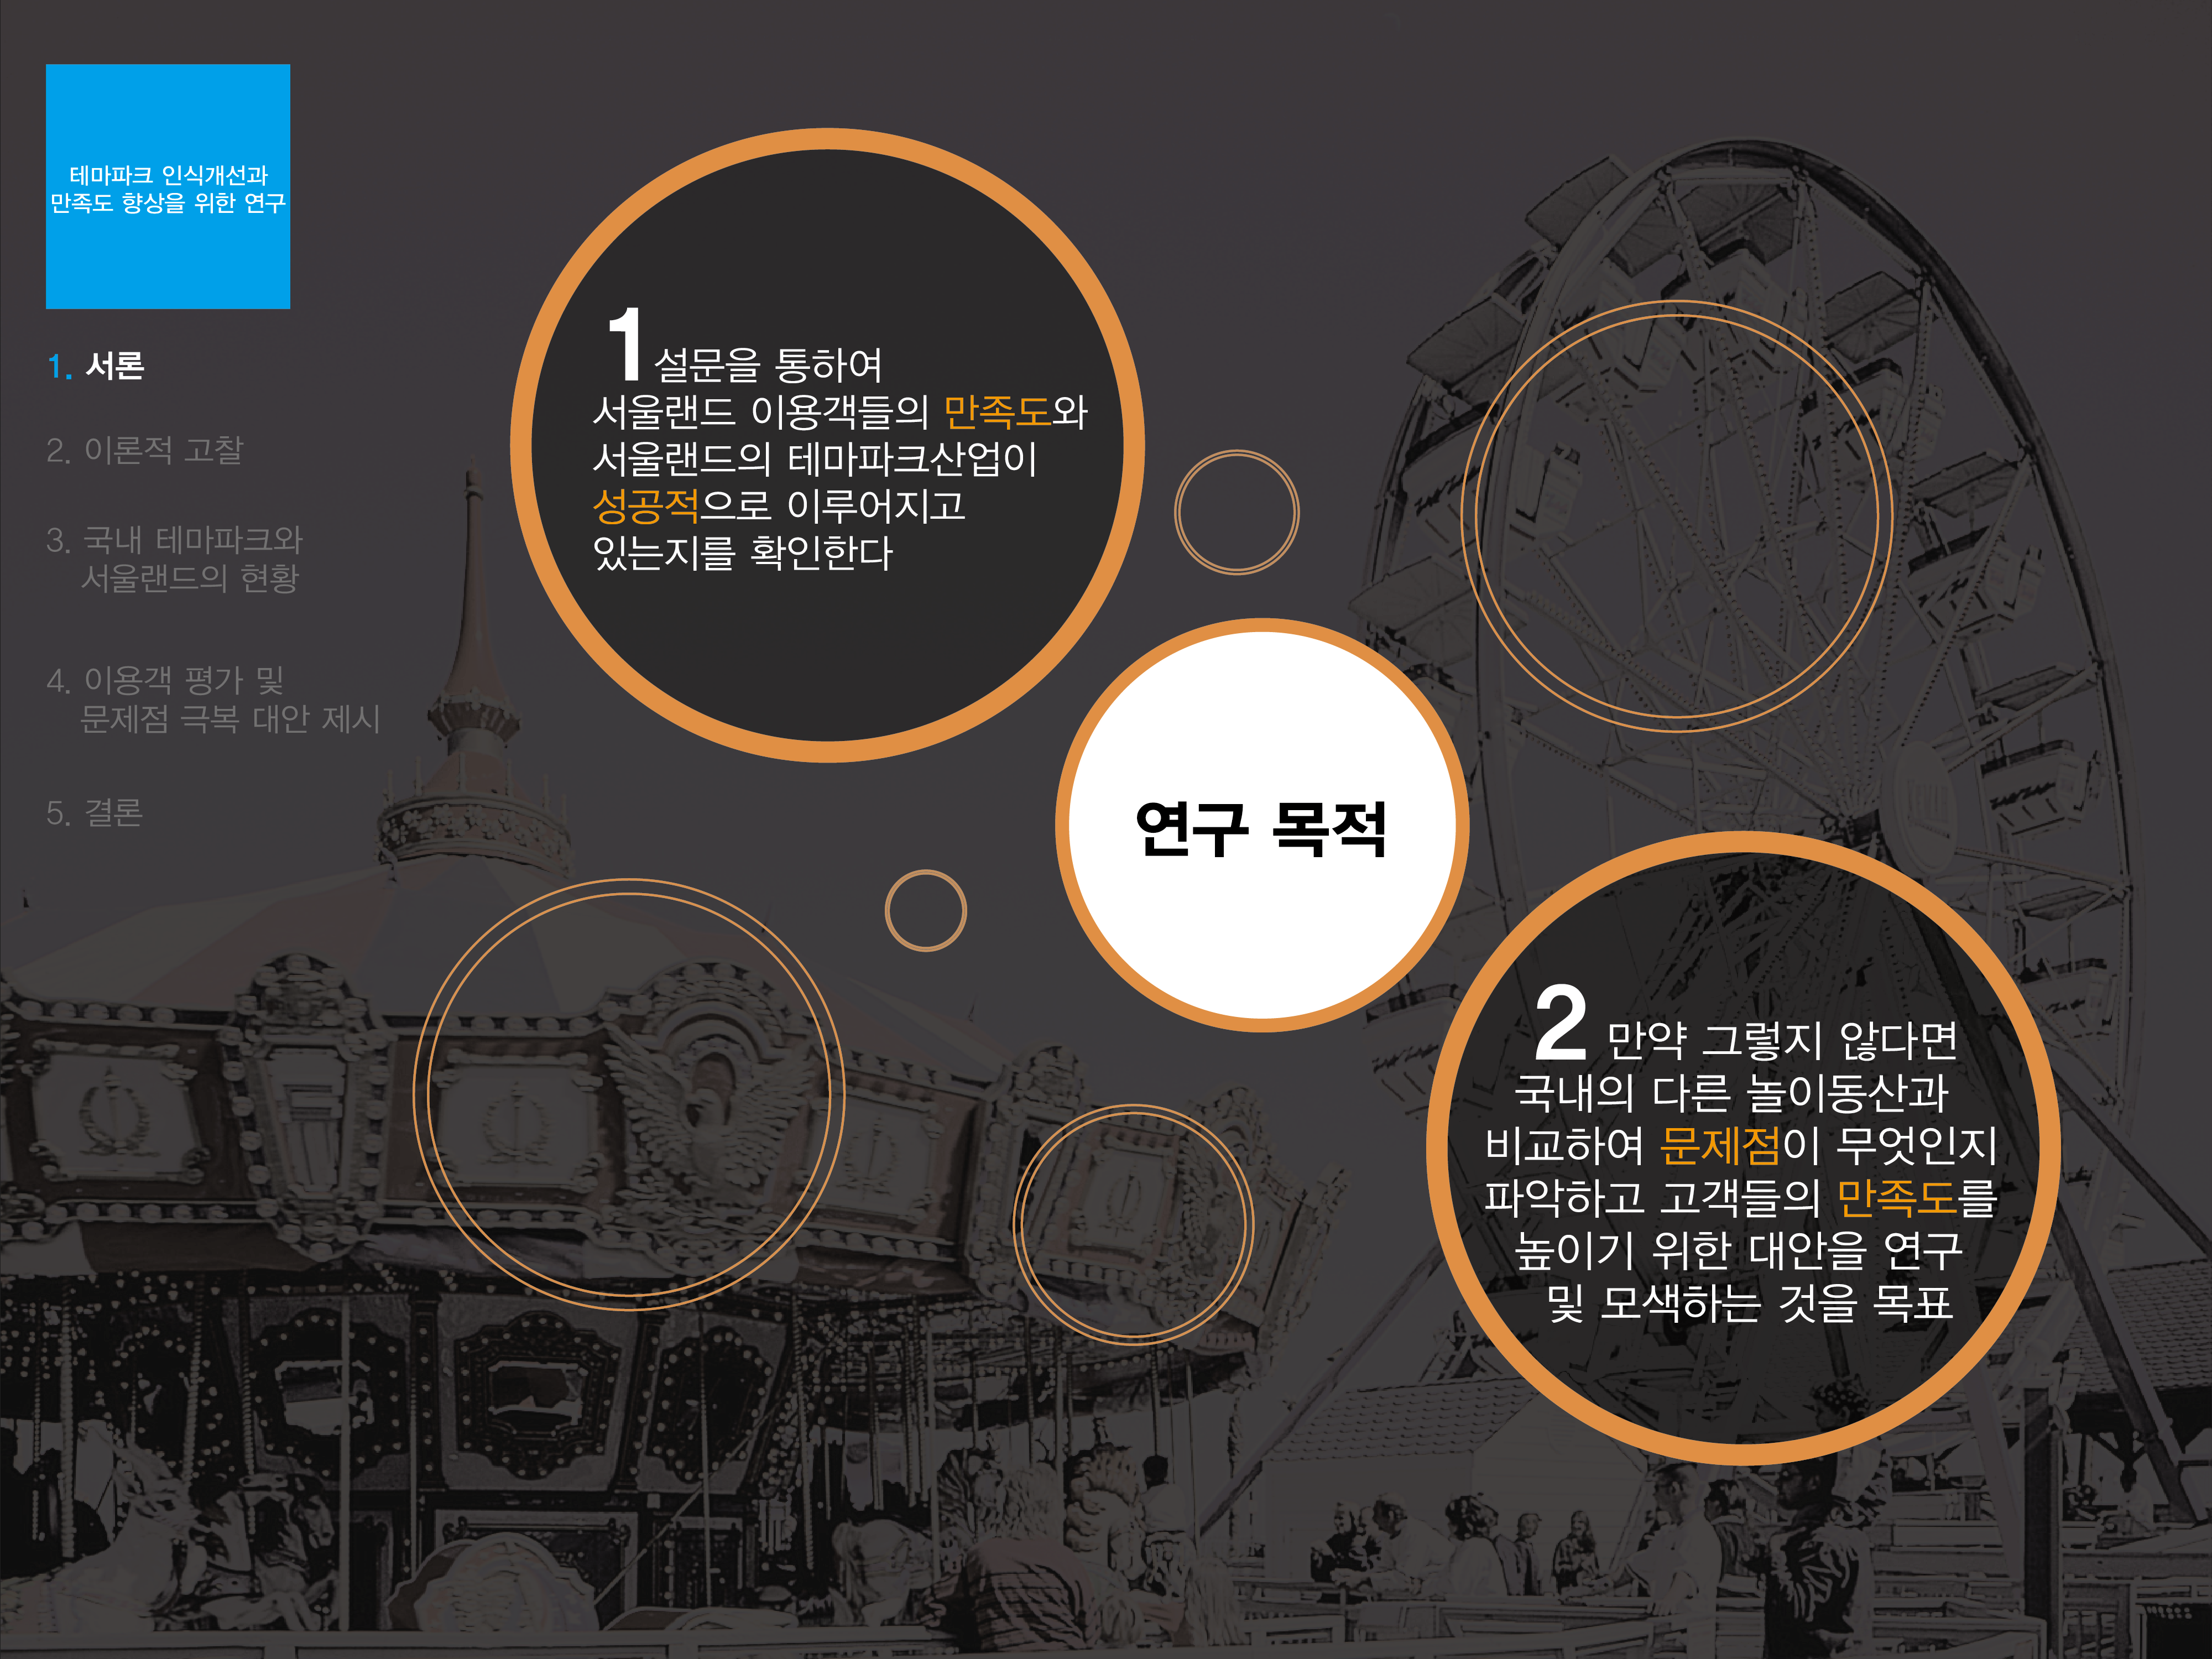 테마파크 인식개선과
만족도 향상을 위한 연구
1. 서론
2. 이론적 고찰
3. 국내 테마파크와
서울랜드의 현황
4. 이용객 평가 및
문제점 극복 대안 제시
5. 결론
1 설문을 통하여
서울랜드 이용객들의 만족도와
서울랜드의 테마파크산업이
성공적으로 이루어지고
있는지를 확인한다
연구 목적
2 만약 그렇지 않다면
국내의 다른 놀이동산과
비교하여 문제점이 무엇인지
파악하고 고객들의 만족도를
높이기 위한 대안을 연구
및 모색하는 것을 목표